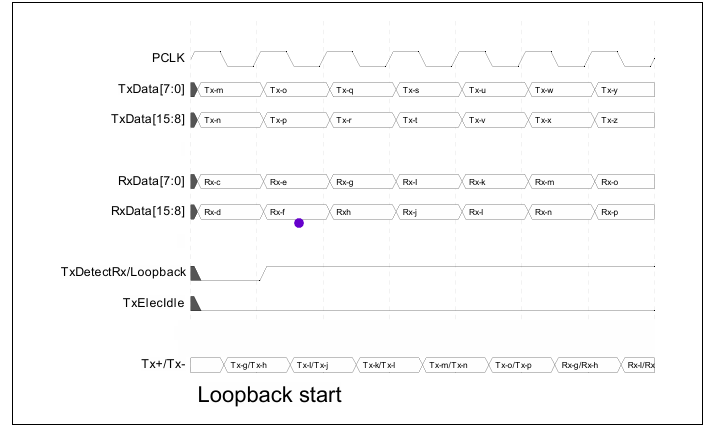 PCLK
TxData[7:0] Tx-m Tx-o Tx-q Tx-s Tx-u Tx-w Tx-y
TxData[15:8] Tx-n Tx-p Tx-r Tx-t Tx-v Tx-x Tx-z
RxData[7:0] Rx-c Rx-e Rx-g Rx-l Rx-k Rx-m Rx-o
RxData[15:8] Rx-d Rx-f Rxh Rx-j Rx-l Rx-n Rx-p
TxDetectRx/Loopback
TxElecIdle
Tx+/Tx- Tx-g/Tx-h Tx-l/Tx-j Tx-k/Tx-l Tx-m/Tx-n Tx-o/Tx-p Rx-g/Rx-h Rx-l/Rx
Loopback start